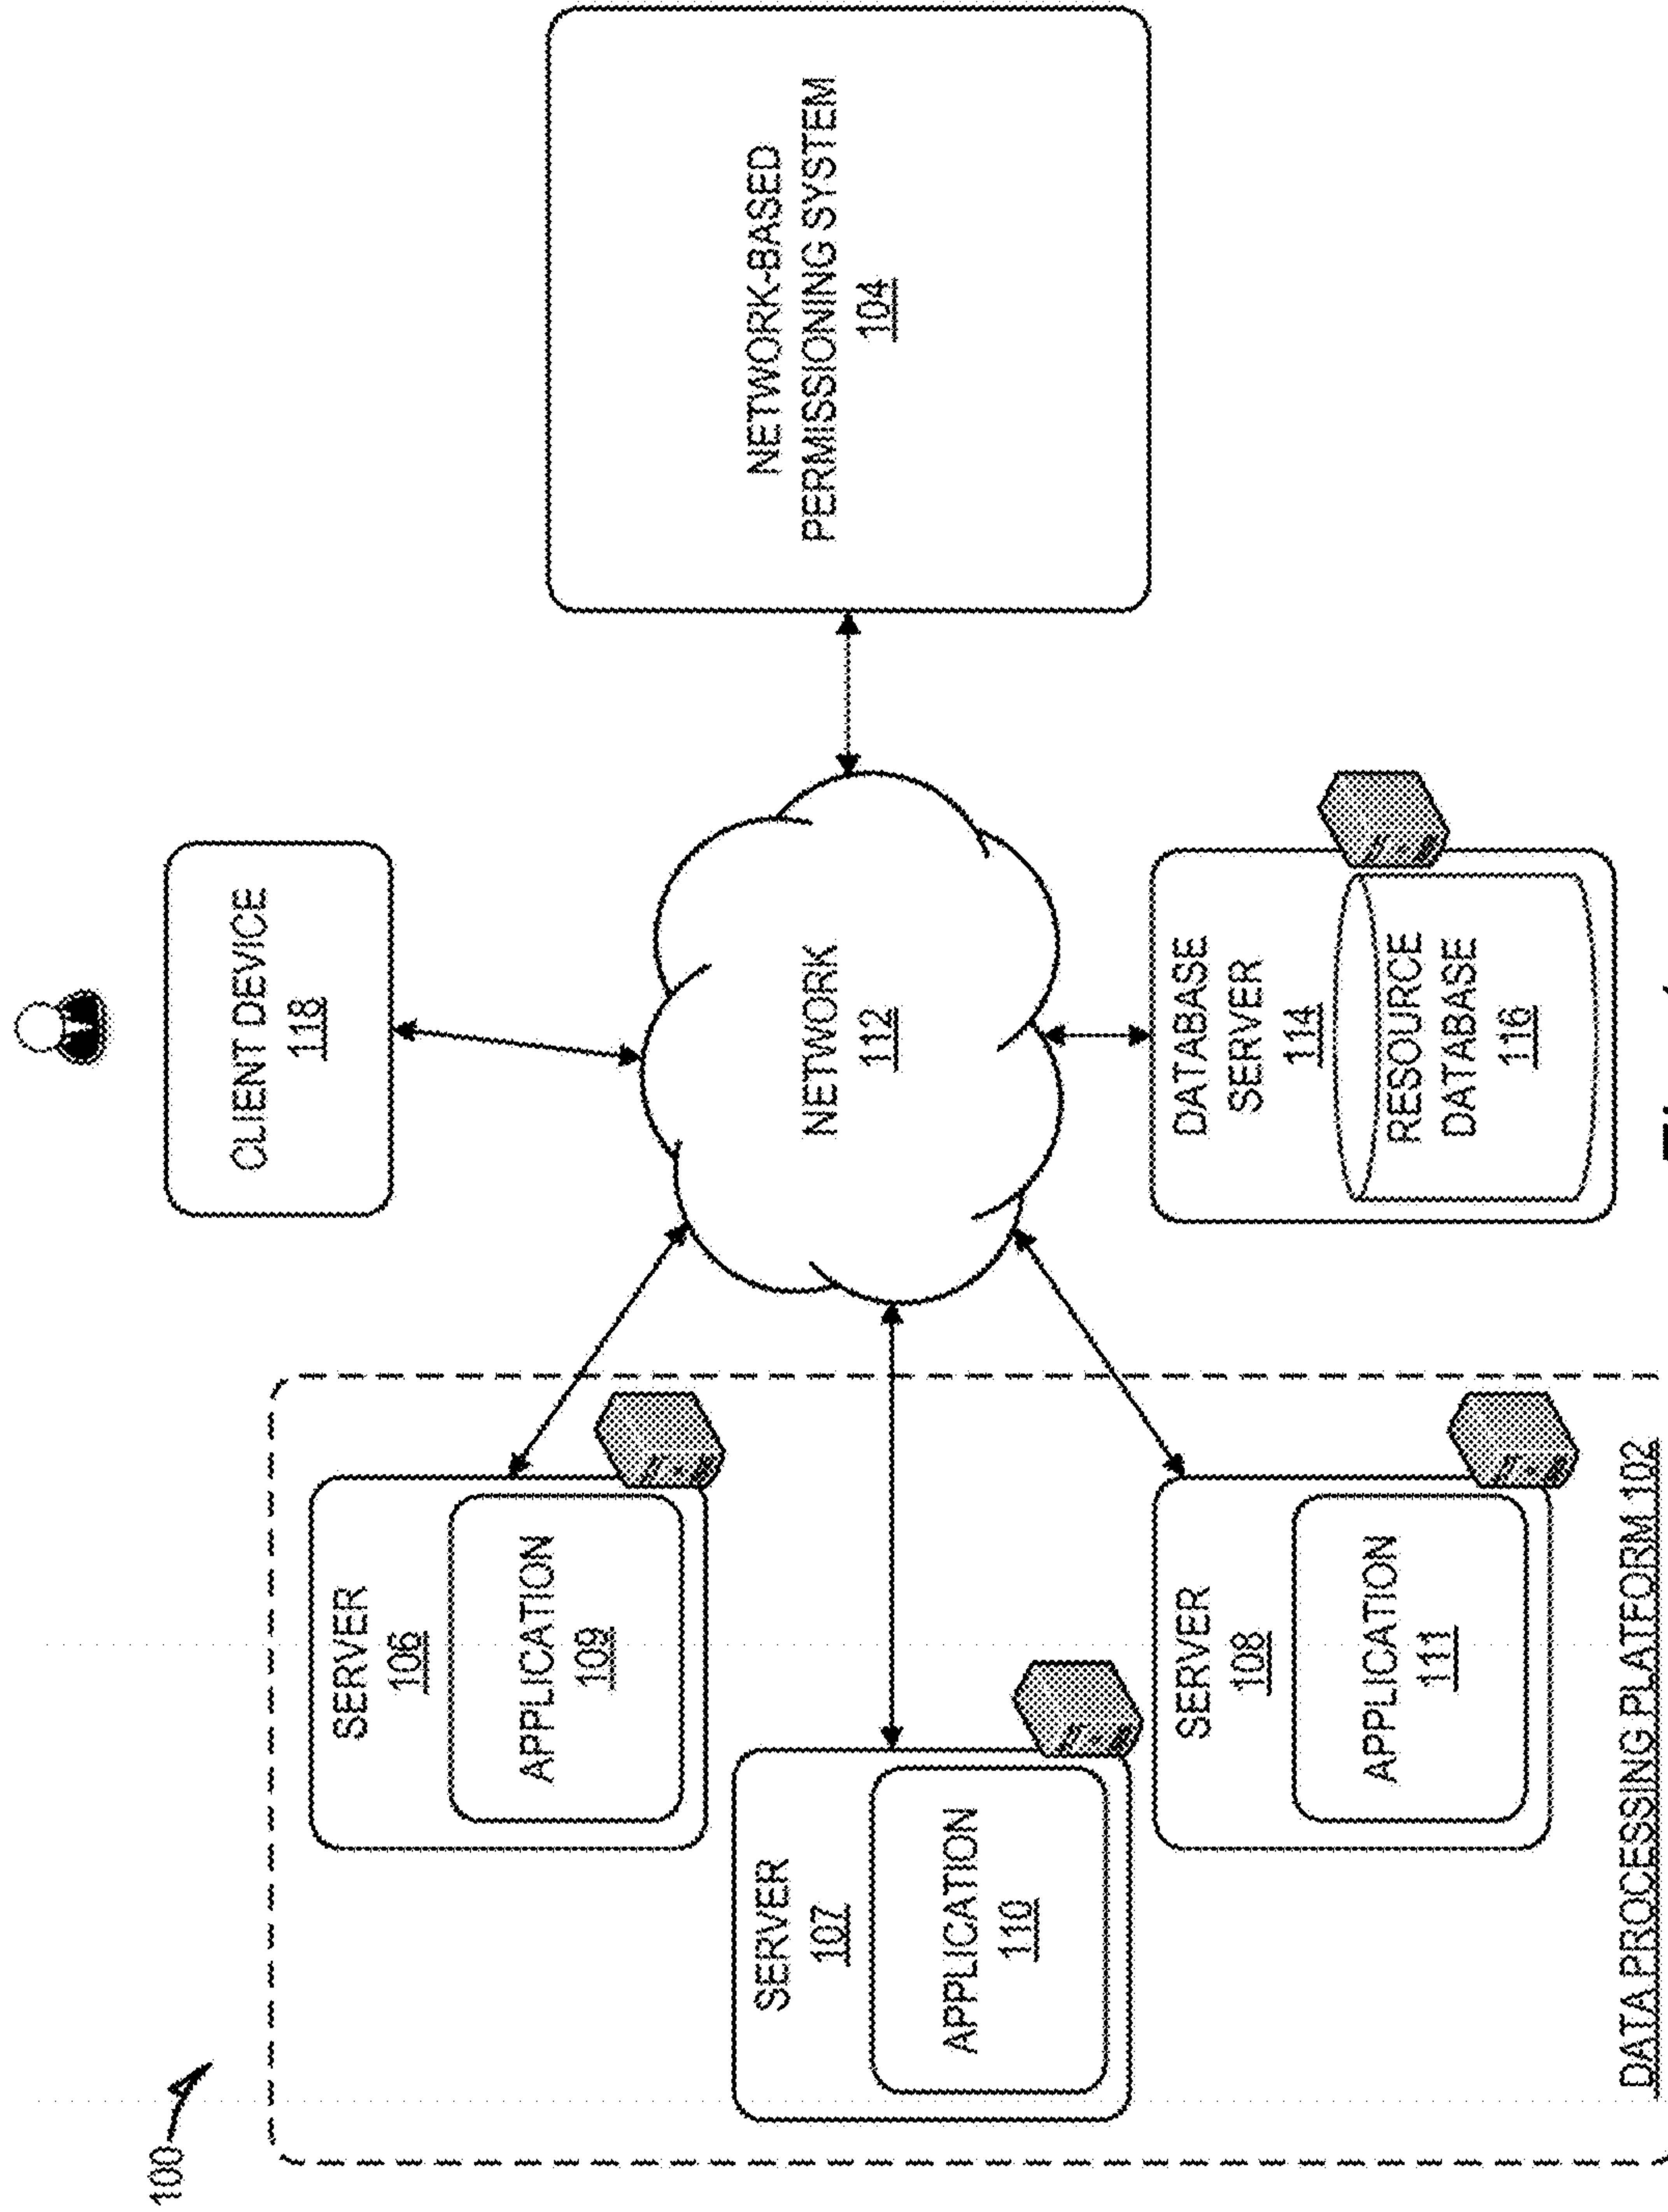 100
CLIENT DEVICE
118
SERVER
106
APPLICATION
109
SERVER
107
APPLICATION
110
SERVER
108
APPLICATION
111
DATA PROCESSING PLATFORM 102
NETWORK
112
NETWORK-BASED
PERMISSIONING SYSTEM
104
DATABASE
SERVER
114
RESOURCE
DATABASE
116